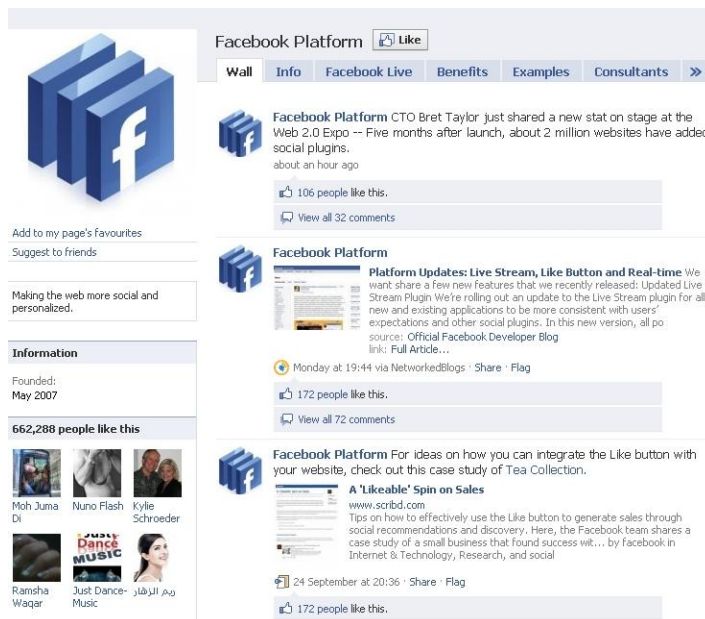 Facebook Platform
Like
Wall
Info
Facebook Live
Benefits
Examples
Consultants
»
Facebook Platform CTO Bret Taylor just shared a new stat on stage at the
Web 2.0 Expo -- Five months after launch, about 2 million websites have added
social plugins.
about an hour ago
106 people like this.
View all 32 comments
Add to my page's favourites
Suggest to friends
Making the web more social and
personalized.
Information
Founded:
May 2007
662,288 people like this
Moh Juma
Di
Nuno Flash
Kylie
Schroeder
Just
Dance
MUSIC
Ramsha
Waqar
Just Dance-
Music
ريم الزهار
Facebook Platform
Platform Updates: Live Stream, Like Button and Real-time We
want share a few new features that we recently released: Updated Live
Stream Plugin We're rolling out an update to the Live Stream plugin for all
new and existing applications to be more consistent with users'
expectations and other social plugins. In this new version, all po
source: Official Facebook Developer Blog
link: Full Article...
Monday at 19:44 via NetworkedBlogs · Share · Flag
172 people like this.
View all 72 comments
Facebook Platform For ideas on how you can integrate the Like button with
your website, check out this case study of Tea Collection.
A 'Likeable' Spin on Sales
www.scribd.com
Tips on how to effectively use the Like button to generate sales through
social recommendations and discovery. Here, the Facebook team shares a
case study of a small business that found success wit... by facebook in
Internet & Technology, Research, and social
24 September at 20:36 · Share · Flag
172 people like this.